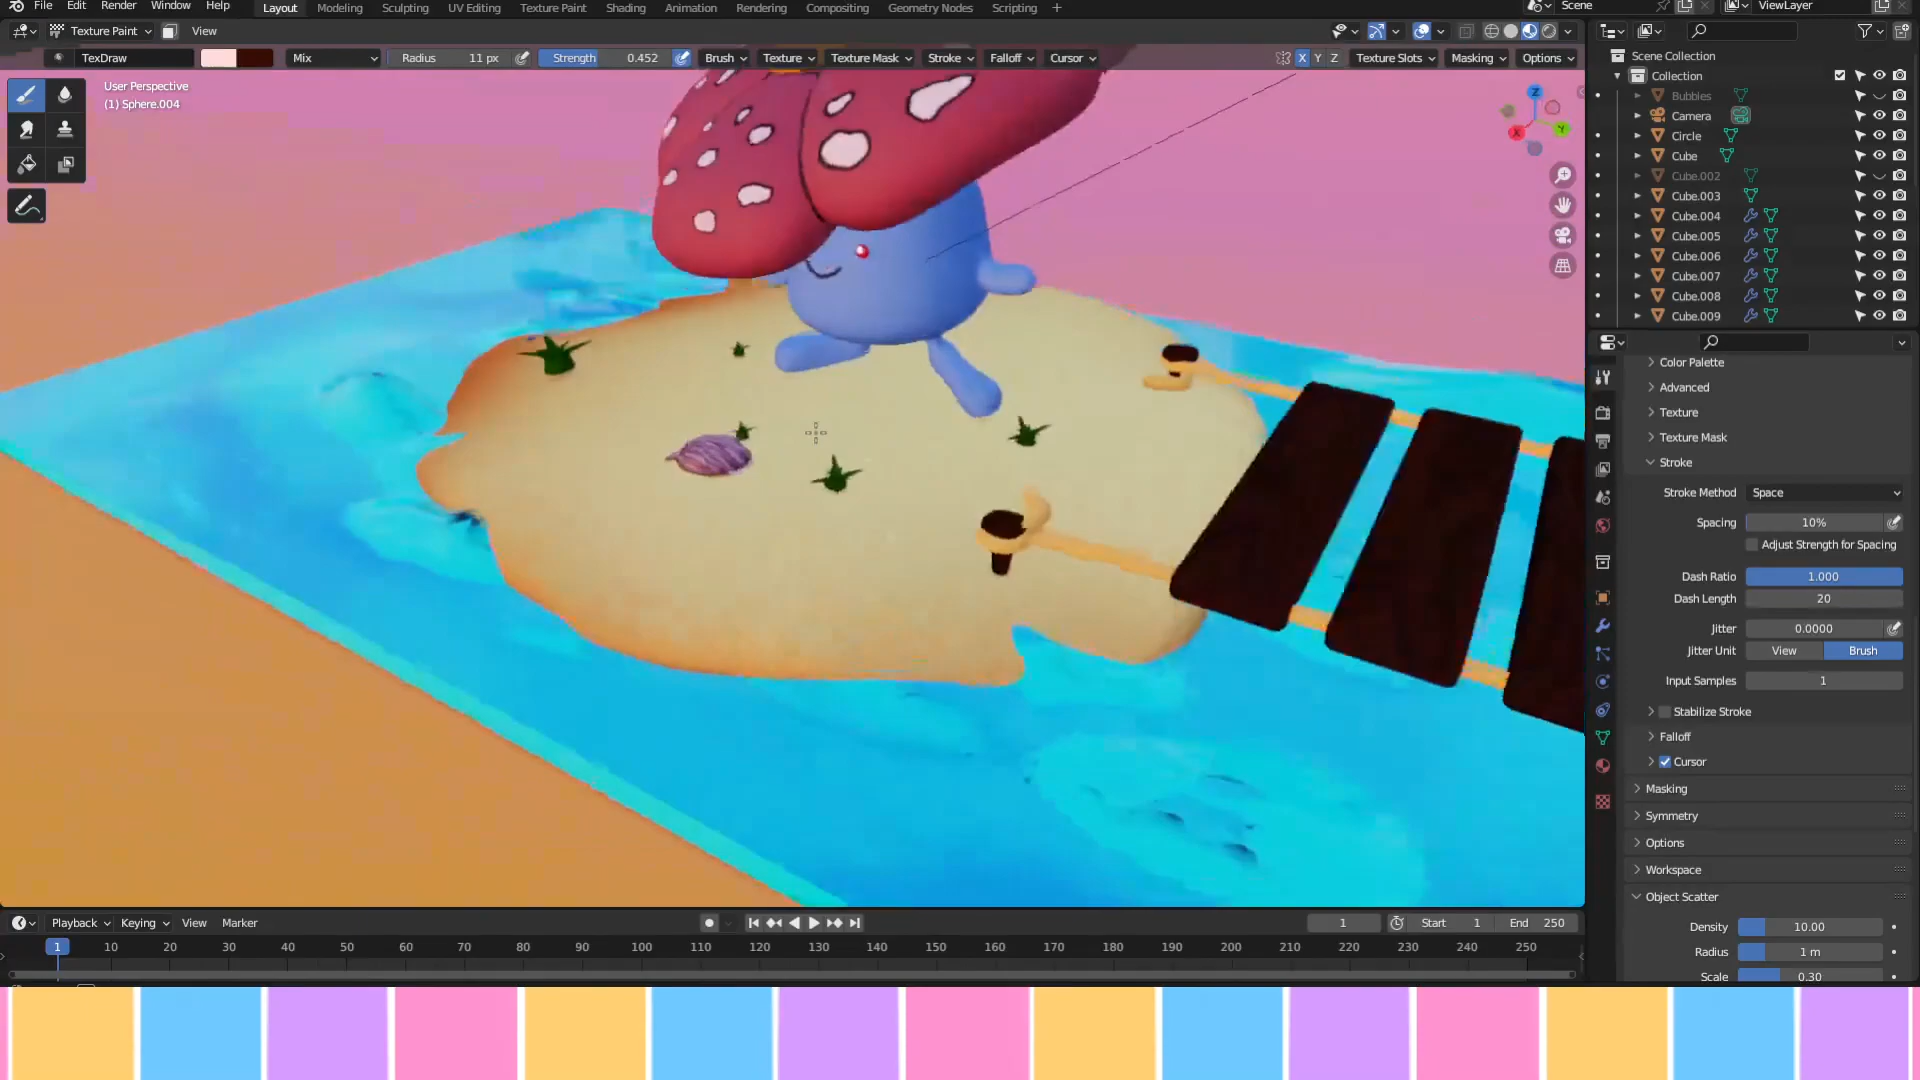 File Edit Render Window Help Layout Modeling Sculpting UV Editing Texture Paint Shading Animation Rendering Compositing Geometry Nodes Scripting + Scene ViewLayer
Texture Paint View
TexDraw Mix Radius 11 px Strength 0.452 Brush Texture Texture Mask Stroke Falloff Cursor X Y Z Texture Slots Masking Options
User Perspective
(1) Sphere.004
Z
X
Y
Scene Collection
Collection
Bubbles
Camera
Circle
Cube
Cube.002
Cube.003
Cube.004
Cube.005
Cube.006
Cube.007
Cube.008
Cube.009
Color Palette
Advanced
Texture
Texture Mask
Stroke
Stroke Method Space
Spacing 10%
Adjust Strength for Spacing
Dash Ratio 1.000
Dash Length 20
Jitter 0.0000
Jitter Unit View Brush
Input Samples 1
Stabilize Stroke
Falloff
Cursor
Masking
Symmetry
Options
Workspace
Object Scatter
Density 10.00
Radius 1 m
Scale 0.30
Playback Keying View Marker 1 Start 1 End 250
1 10 20 30 40 50 60 70 80 90 100 110 120 130 140 150 160 170 180 190 200 210 220 230 240 250